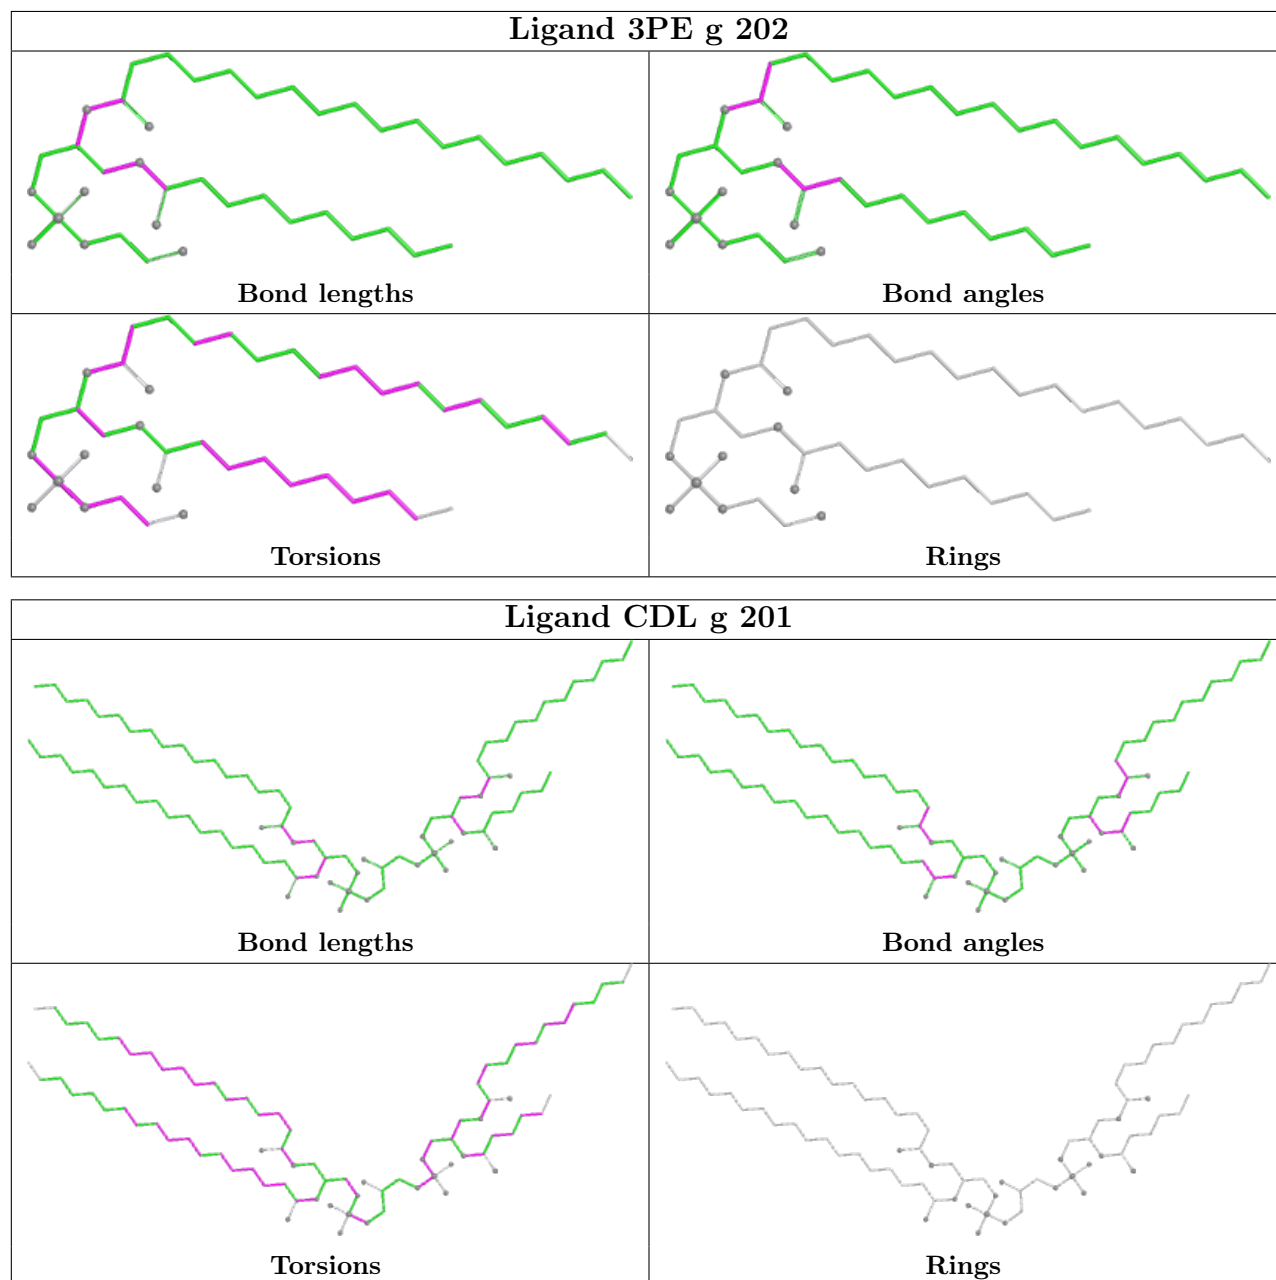 Ligand 3PE g 202
Bond lengths
Bond angles
Torsions
Rings
Ligand CDL g 201
Bond lengths
Bond angles
Torsions
Rings